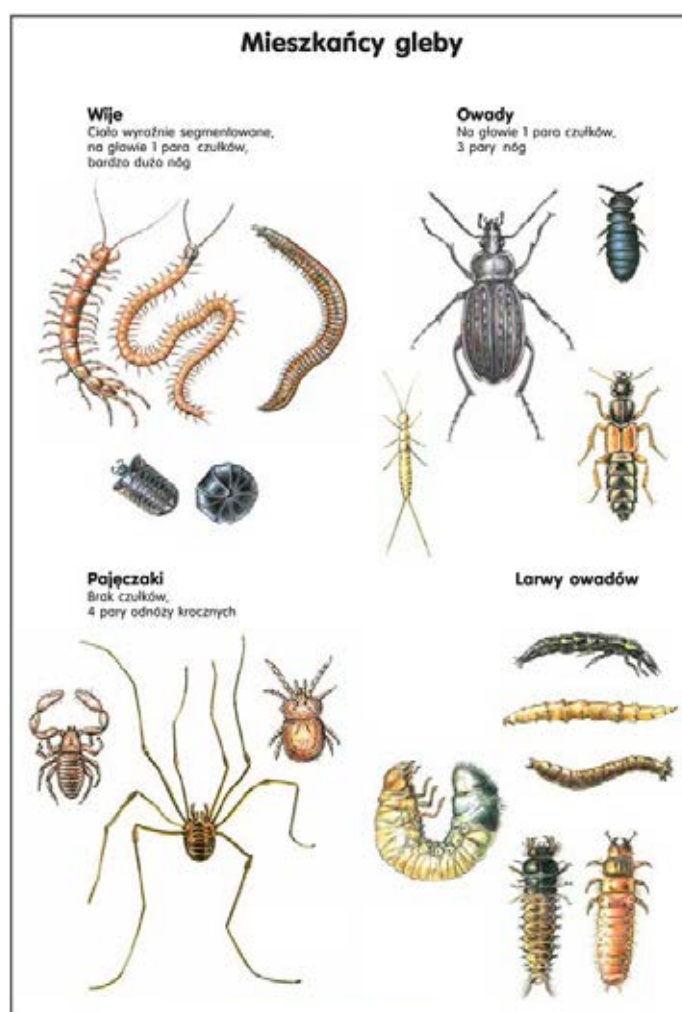 Mieszkańcy gleby
Wije
Ciało wyraźnie segmentowane,
na głowie 1 para czułków,
bardzo dużo nóg
Owady
Na głowie 1 para czułków,
3 pary nóg
Pajęczaki
Brak czułków,
4 pary odnóży krocznych
Larwy owadów